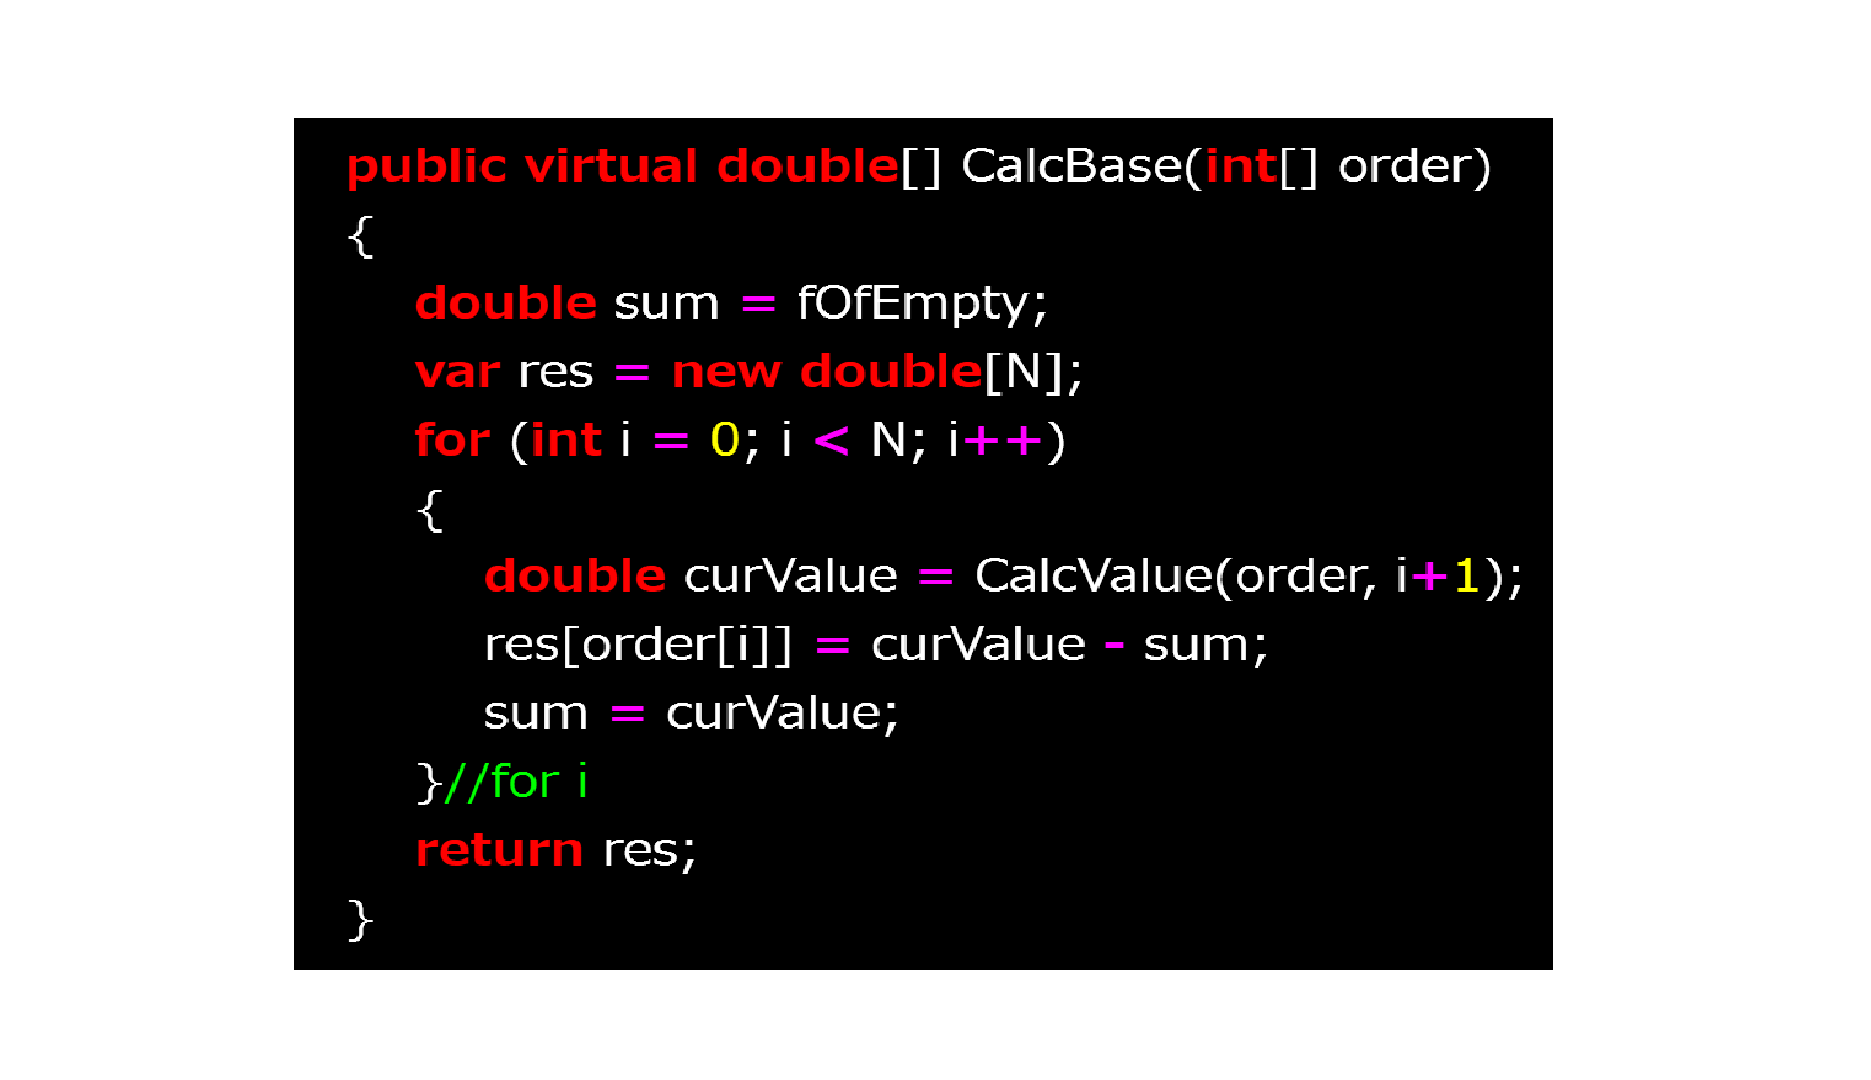 public virtual double[] CalcBase(int[] order)
{
double sum = fOfEmpty;
var res = new double[N];
for (int i = 0; i < N; i++)
{
double curValue = CalcValue(order, i+1);
res[order[i]] = curValue - sum;
sum = curValue;
}//for i
return res;
}